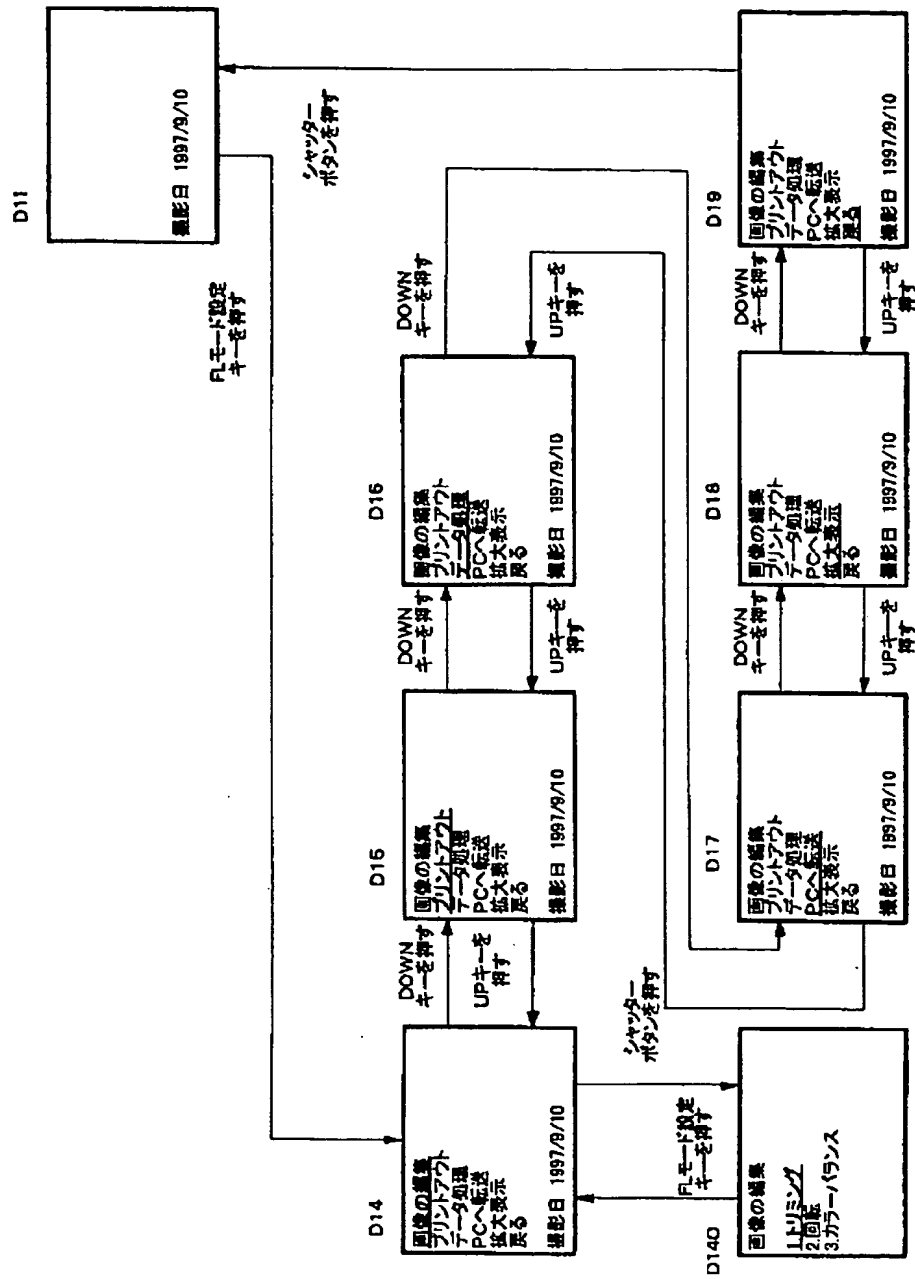 D11
撮影日 1997/9/10
FLモード設定
キーを押す
シャッター
ボタンを押す
D14
画像の編集
プリントアウト
データ処理
PCへ転送
拡大表示
戻る
撮影日 1997/9/10
DOWN
キーを押す
UPキーを
押す
D15
画像の編集
プリントアウト
データ処理
PCへ転送
拡大表示
戻る
撮影日 1997/9/10
DOWN
キーを押す
UPキーを
押す
D16
画像の編集
プリントアウト
データ処理
PCへ転送
拡大表示
戻る
撮影日 1997/9/10
DOWN
キーを押す
UPキーを
押す
D140
画像の編集
1.トリミング
2.回転
3.カラーバランス
FLモード設定
キーを押す
シャッター
ボタンを押す
D17
画像の編集
プリントアウト
データ処理
PCへ転送
拡大表示
戻る
撮影日 1997/9/10
DOWN
キーを押す
UPキーを
押す
D18
画像の編集
プリントアウト
データ処理
PCへ転送
拡大表示
戻る
撮影日 1997/9/10
DOWN
キーを押す
UPキーを
押す
D19
画像の編集
プリントアウト
データ処理
PCへ転送
拡大表示
戻る
撮影日 1997/9/10